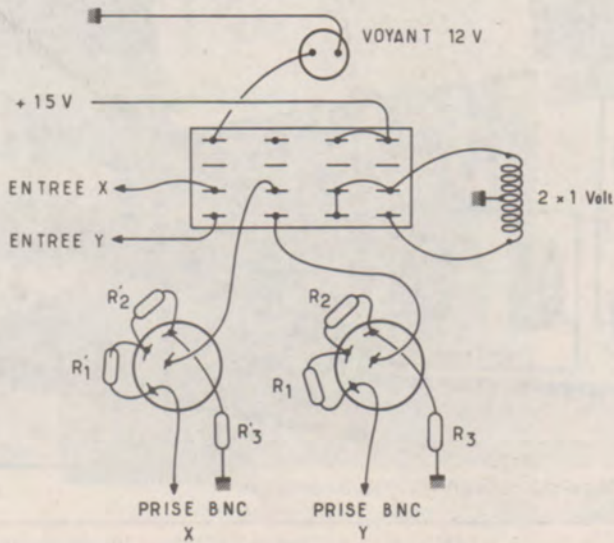 VOYANT 12 V
+ 15 V
ENTREE X
2 × 1 Volt
ENTREE Y
R'2
R2
R'1
R1
R'3
R3
PRISE BNC
X
PRISE BNC
Y